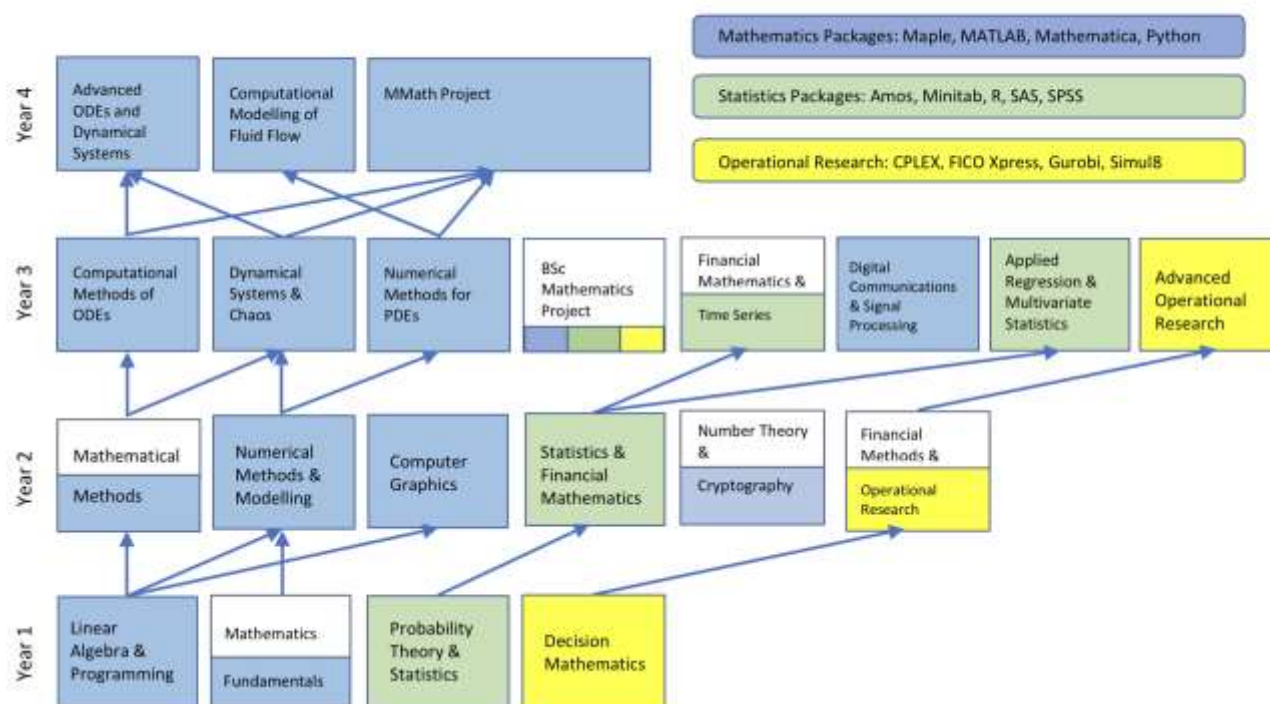 Mathematics Packages: Maple, MATLAB, Mathematica, Python
Statistics Packages: Amos, Minitab, R, SAS, SPSS
Operational Research: CPLEX, FICO Xpress, Gurobi, Simul8
Year 4
Advanced
ODEs and
Dynamical
Systems
Computational
Modelling of
Fluid Flow
MMath Project
Year 3
Computational
Methods of
ODEs
Dynamical
Systems &
Chaos
Numerical
Methods for
PDEs
BSc
Mathematics
Project
Financial
Mathematics &
Time Series
Digital
Communications
& Signal
Processing
Applied
Regression &
Multivariate
Statistics
Advanced
Operational
Research
Year 2
Mathematical
Methods
Numerical
Methods &
Modelling
Computer
Graphics
Statistics &
Financial
Mathematics
Number Theory
&
Cryptography
Financial
Methods &
Operational
Research
Year 1
Linear
Algebra &
Programming
Mathematics
Fundamentals
Probability
Theory &
Statistics
Decision
Mathematics